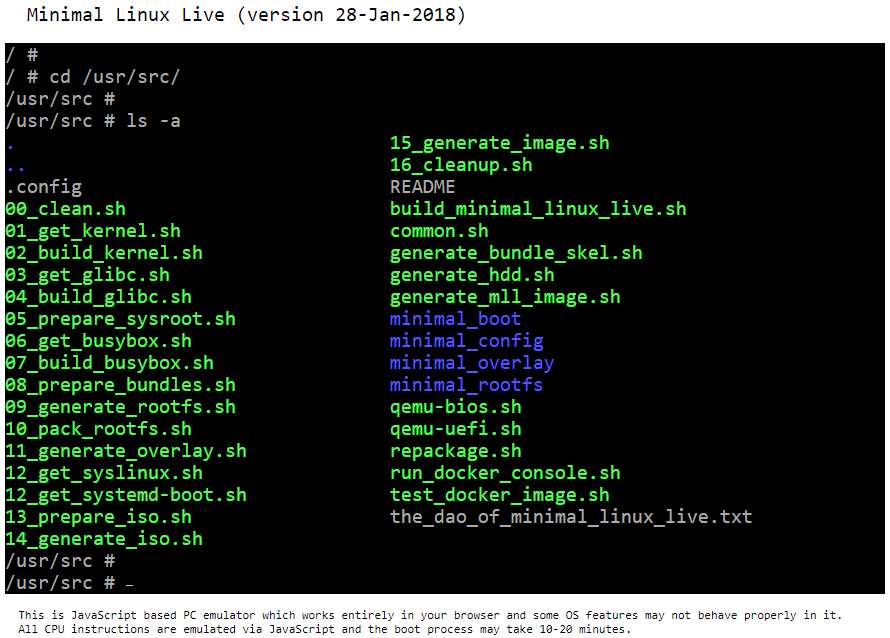 Minimal Linux Live (version 28-Jan-2018)
/ #
/ # cd /usr/src/
/usr/src #
/usr/src # ls -a
. 15_generate_image.sh
.. 16_cleanup.sh
.config README
00_clean.sh build_minimal_linux_live.sh
01_get_kernel.sh common.sh
02_build_kernel.sh generate_bundle_skel.sh
03_get_glibc.sh generate_hdd.sh
04_build_glibc.sh generate_mll_image.sh
05_prepare_sysroot.sh minimal_boot
06_get_busybox.sh minimal_config
07_build_busybox.sh minimal_overlay
08_prepare_bundles.sh minimal_rootfs
09_generate_rootfs.sh qemu-bios.sh
10_pack_rootfs.sh qemu-uefi.sh
11_generate_overlay.sh repackage.sh
12_get_syslinux.sh run_docker_console.sh
12_get_systemd-boot.sh test_docker_image.sh
13_prepare_iso.sh the_dao_of_minimal_linux_live.txt
14_generate_iso.sh
/usr/src #
/usr/src # _
This is JavaScript based PC emulator which works entirely in your browser and some OS features may not behave properly in it.
All CPU instructions are emulated via JavaScript and the boot process may take 10-20 minutes.